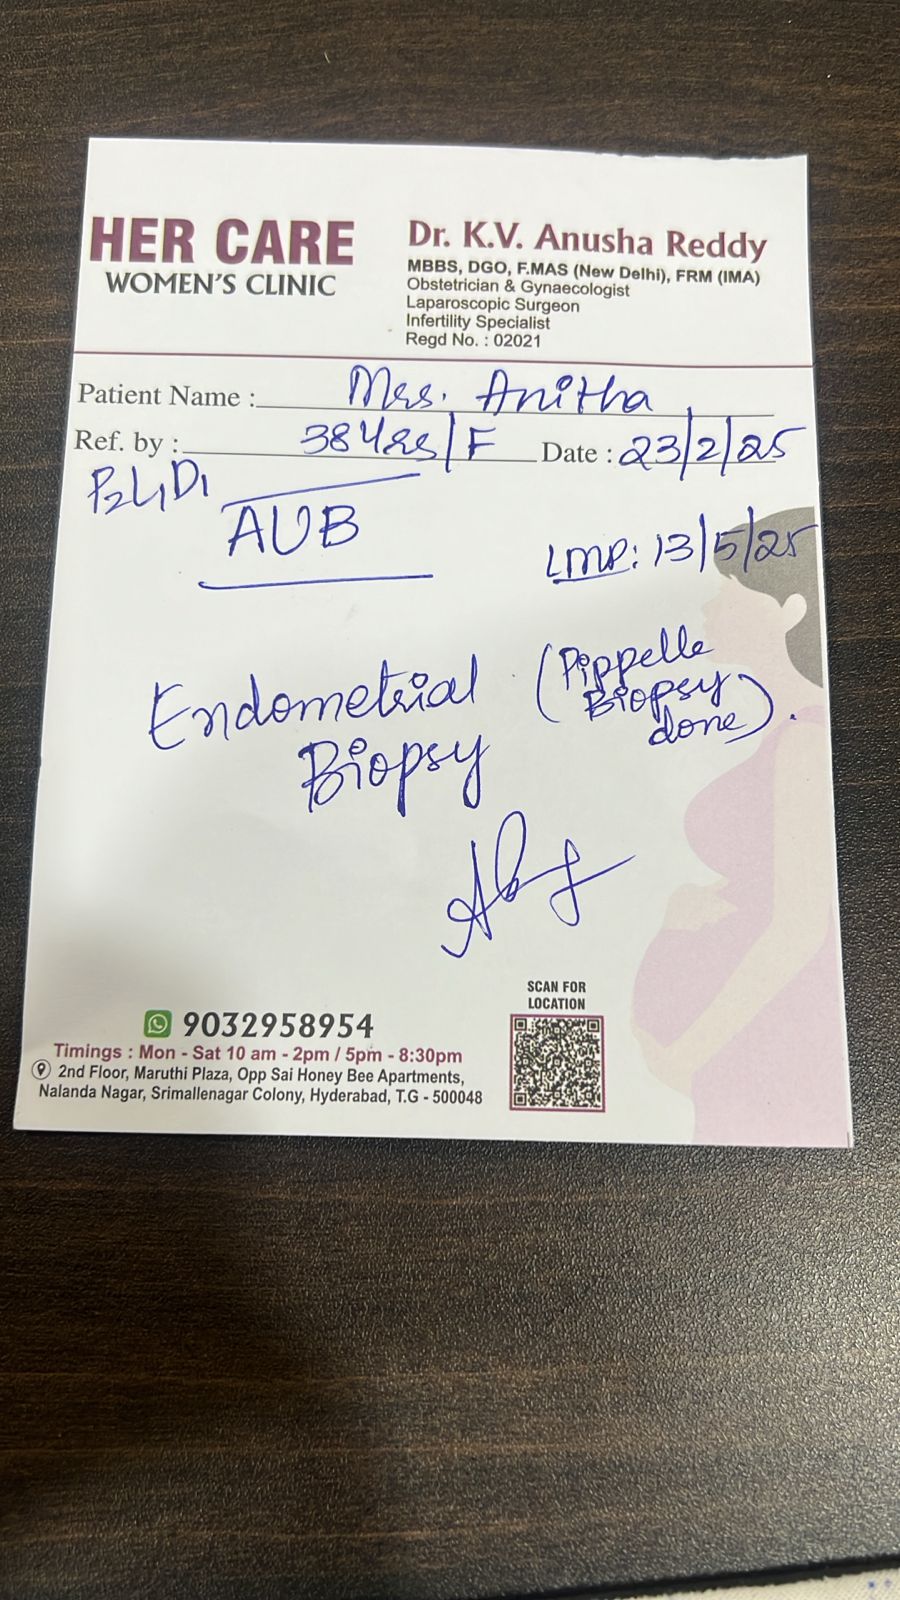 HER CARE
WOMEN'S CLINIC
Dr. K.V. Anusha Reddy
MBBS, DGO, F.MAS (New Delhi), FRM (IMA)
Obstetrician & Gynaecologist
Laparoscopic Surgeon
Infertility Specialist
Regd No. : 02021
Patient Name : Mrs. Anitha
Ref. by : 38 Yrs/F Date : 23/2/25
P2L1D1
AUB
LMP: 13/5/25
Endometrial (Pippelle
Biopsy Biopsy
done).
9032958954
Timings : Mon - Sat 10 am - 2pm / 5pm - 8:30pm
2nd Floor, Maruthi Plaza, Opp Sai Honey Bee Apartments,
Nalanda Nagar, Srimallenagar Colony, Hyderabad, T.G - 500048
SCAN FOR
LOCATION